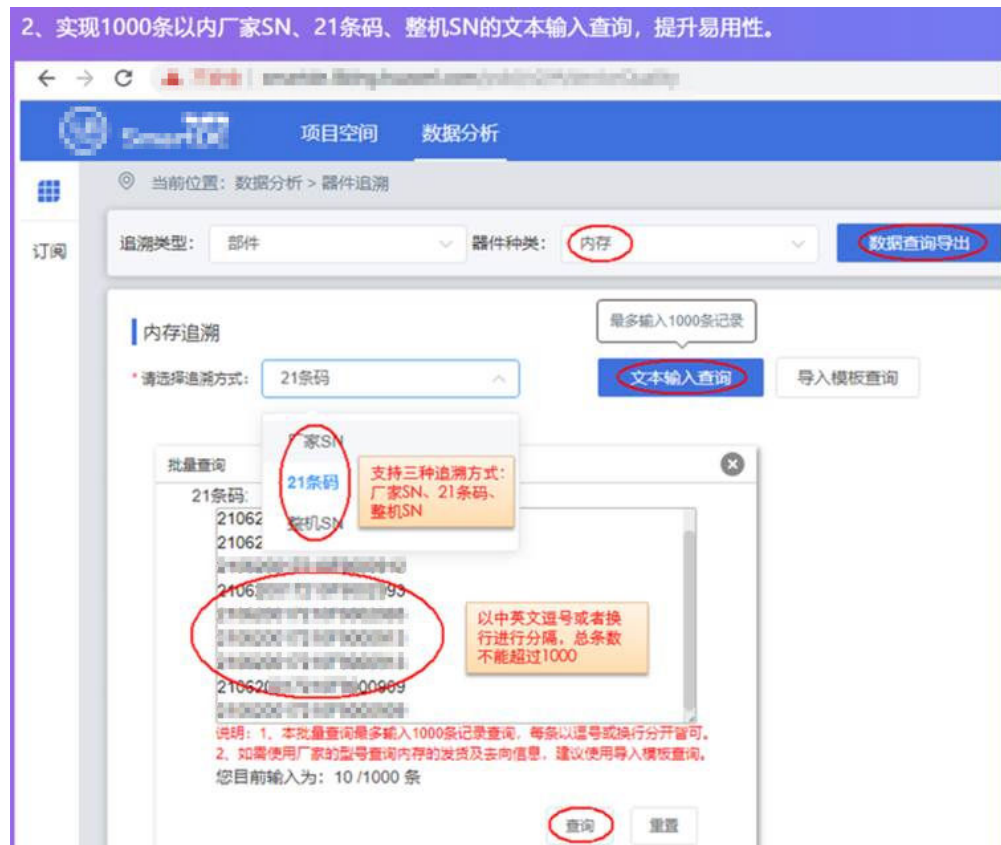 2、实现1000条以内厂家SN、21条码、整机SN的文本输入查询，提升易用性。
项目空间 数据分析
当前位置：数据分析 > 器件追溯
订阅
追溯类型： 部件 器件种类： 内存 数据查询导出
最多输入1000条记录
内存追溯
*请选择追溯方式： 21条码 文本输入查询 导入模板查询
厂家SN
21条码
整机SN
支持三种追溯方式：
厂家SN、21条码、
整机SN
批量查询
21条码：
21062
21062
以中英文逗号或者换
行进行分隔，总条数
不能超过1000
说明：1、本批量查询最多输入1000条记录查询，每条以逗号或换行分开皆可。
2、如需使用厂家的型号查询内存的发货及去向信息，建议使用导入模板查询。
您目前输入为：10 /1000 条
查询 重置